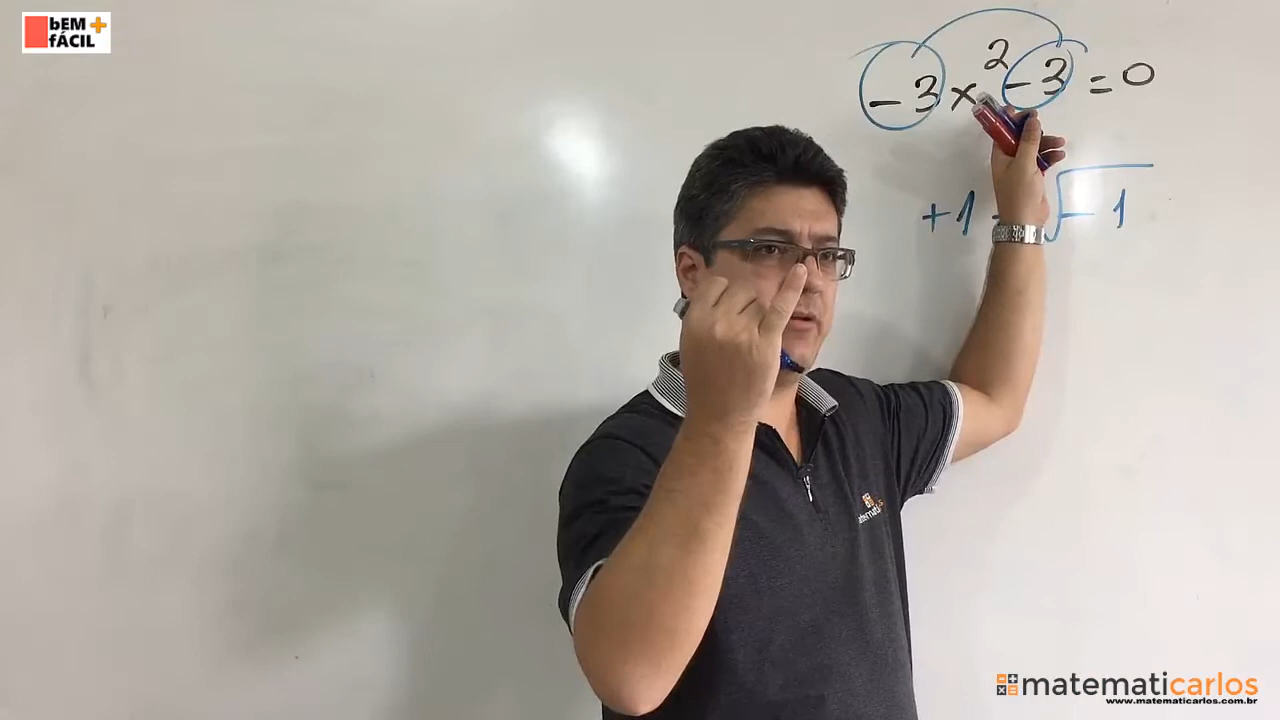 bEM +
fÁCIL
-3x²-3=0
+1 - √-1
matematicarlos
www.matematicarlos.com.br